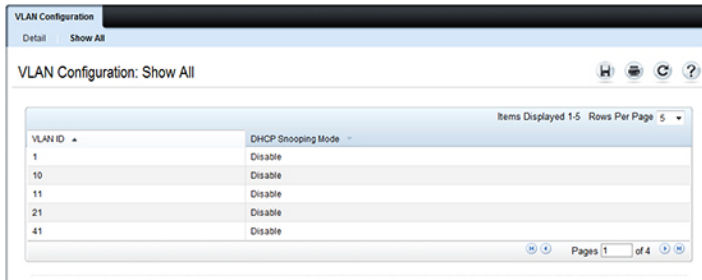 VLAN Configuration
Detail Show All
VLAN Configuration: Show All
Items Displayed 1-5 Rows Per Page 5
VLAN ID DHCP Snooping Mode
1 Disable
10 Disable
11 Disable
21 Disable
41 Disable
Pages 1 of 4